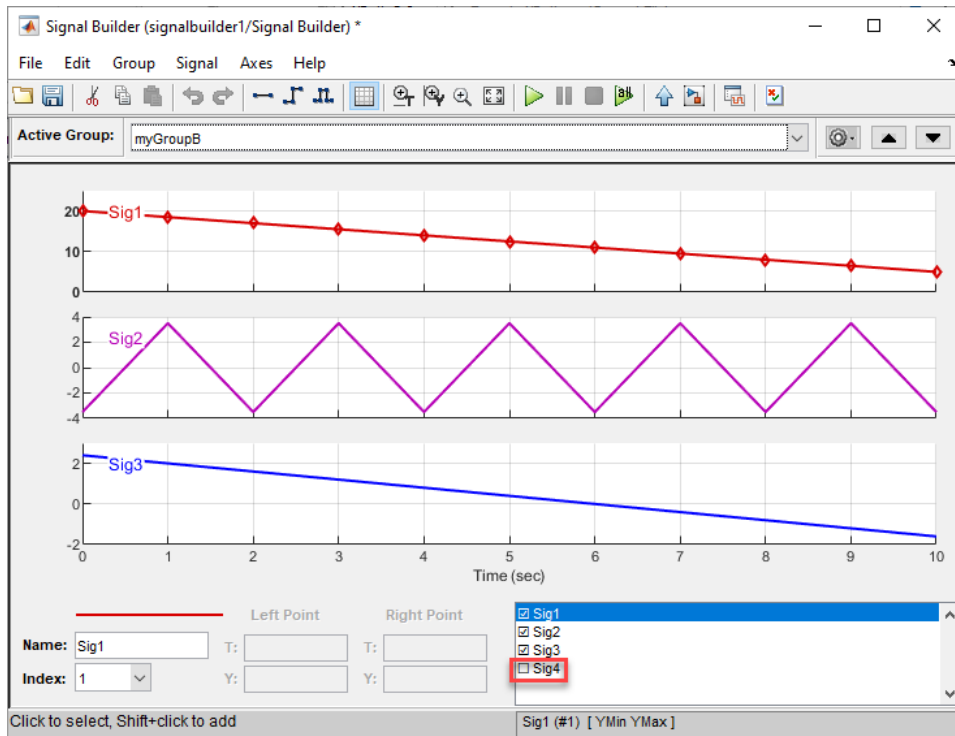 Signal Builder (signalbuilder1/Signal Builder) *
File Edit Group Signal Axes Help
Active Group: myGroupB
20
10
0
Sig1
4
2
0
-2
-4
Sig2
2
0
-2
Sig3
0 1 2 3 4 5 6 7 8 9 10
Time (sec)
Left Point Right Point
Name: Sig1 T: T:
Index: 1 Y: Y:
Sig1
Sig2
Sig3
Sig4
Click to select, Shift+click to add
Sig1 (#1) [ YMin YMax ]